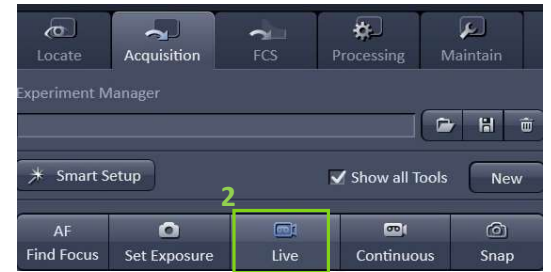 Locate Acquisition FCS Processing Maintain
Experiment Manager
Smart Setup Show all Tools New
2
AF
Find Focus Set Exposure Live Continuous Snap